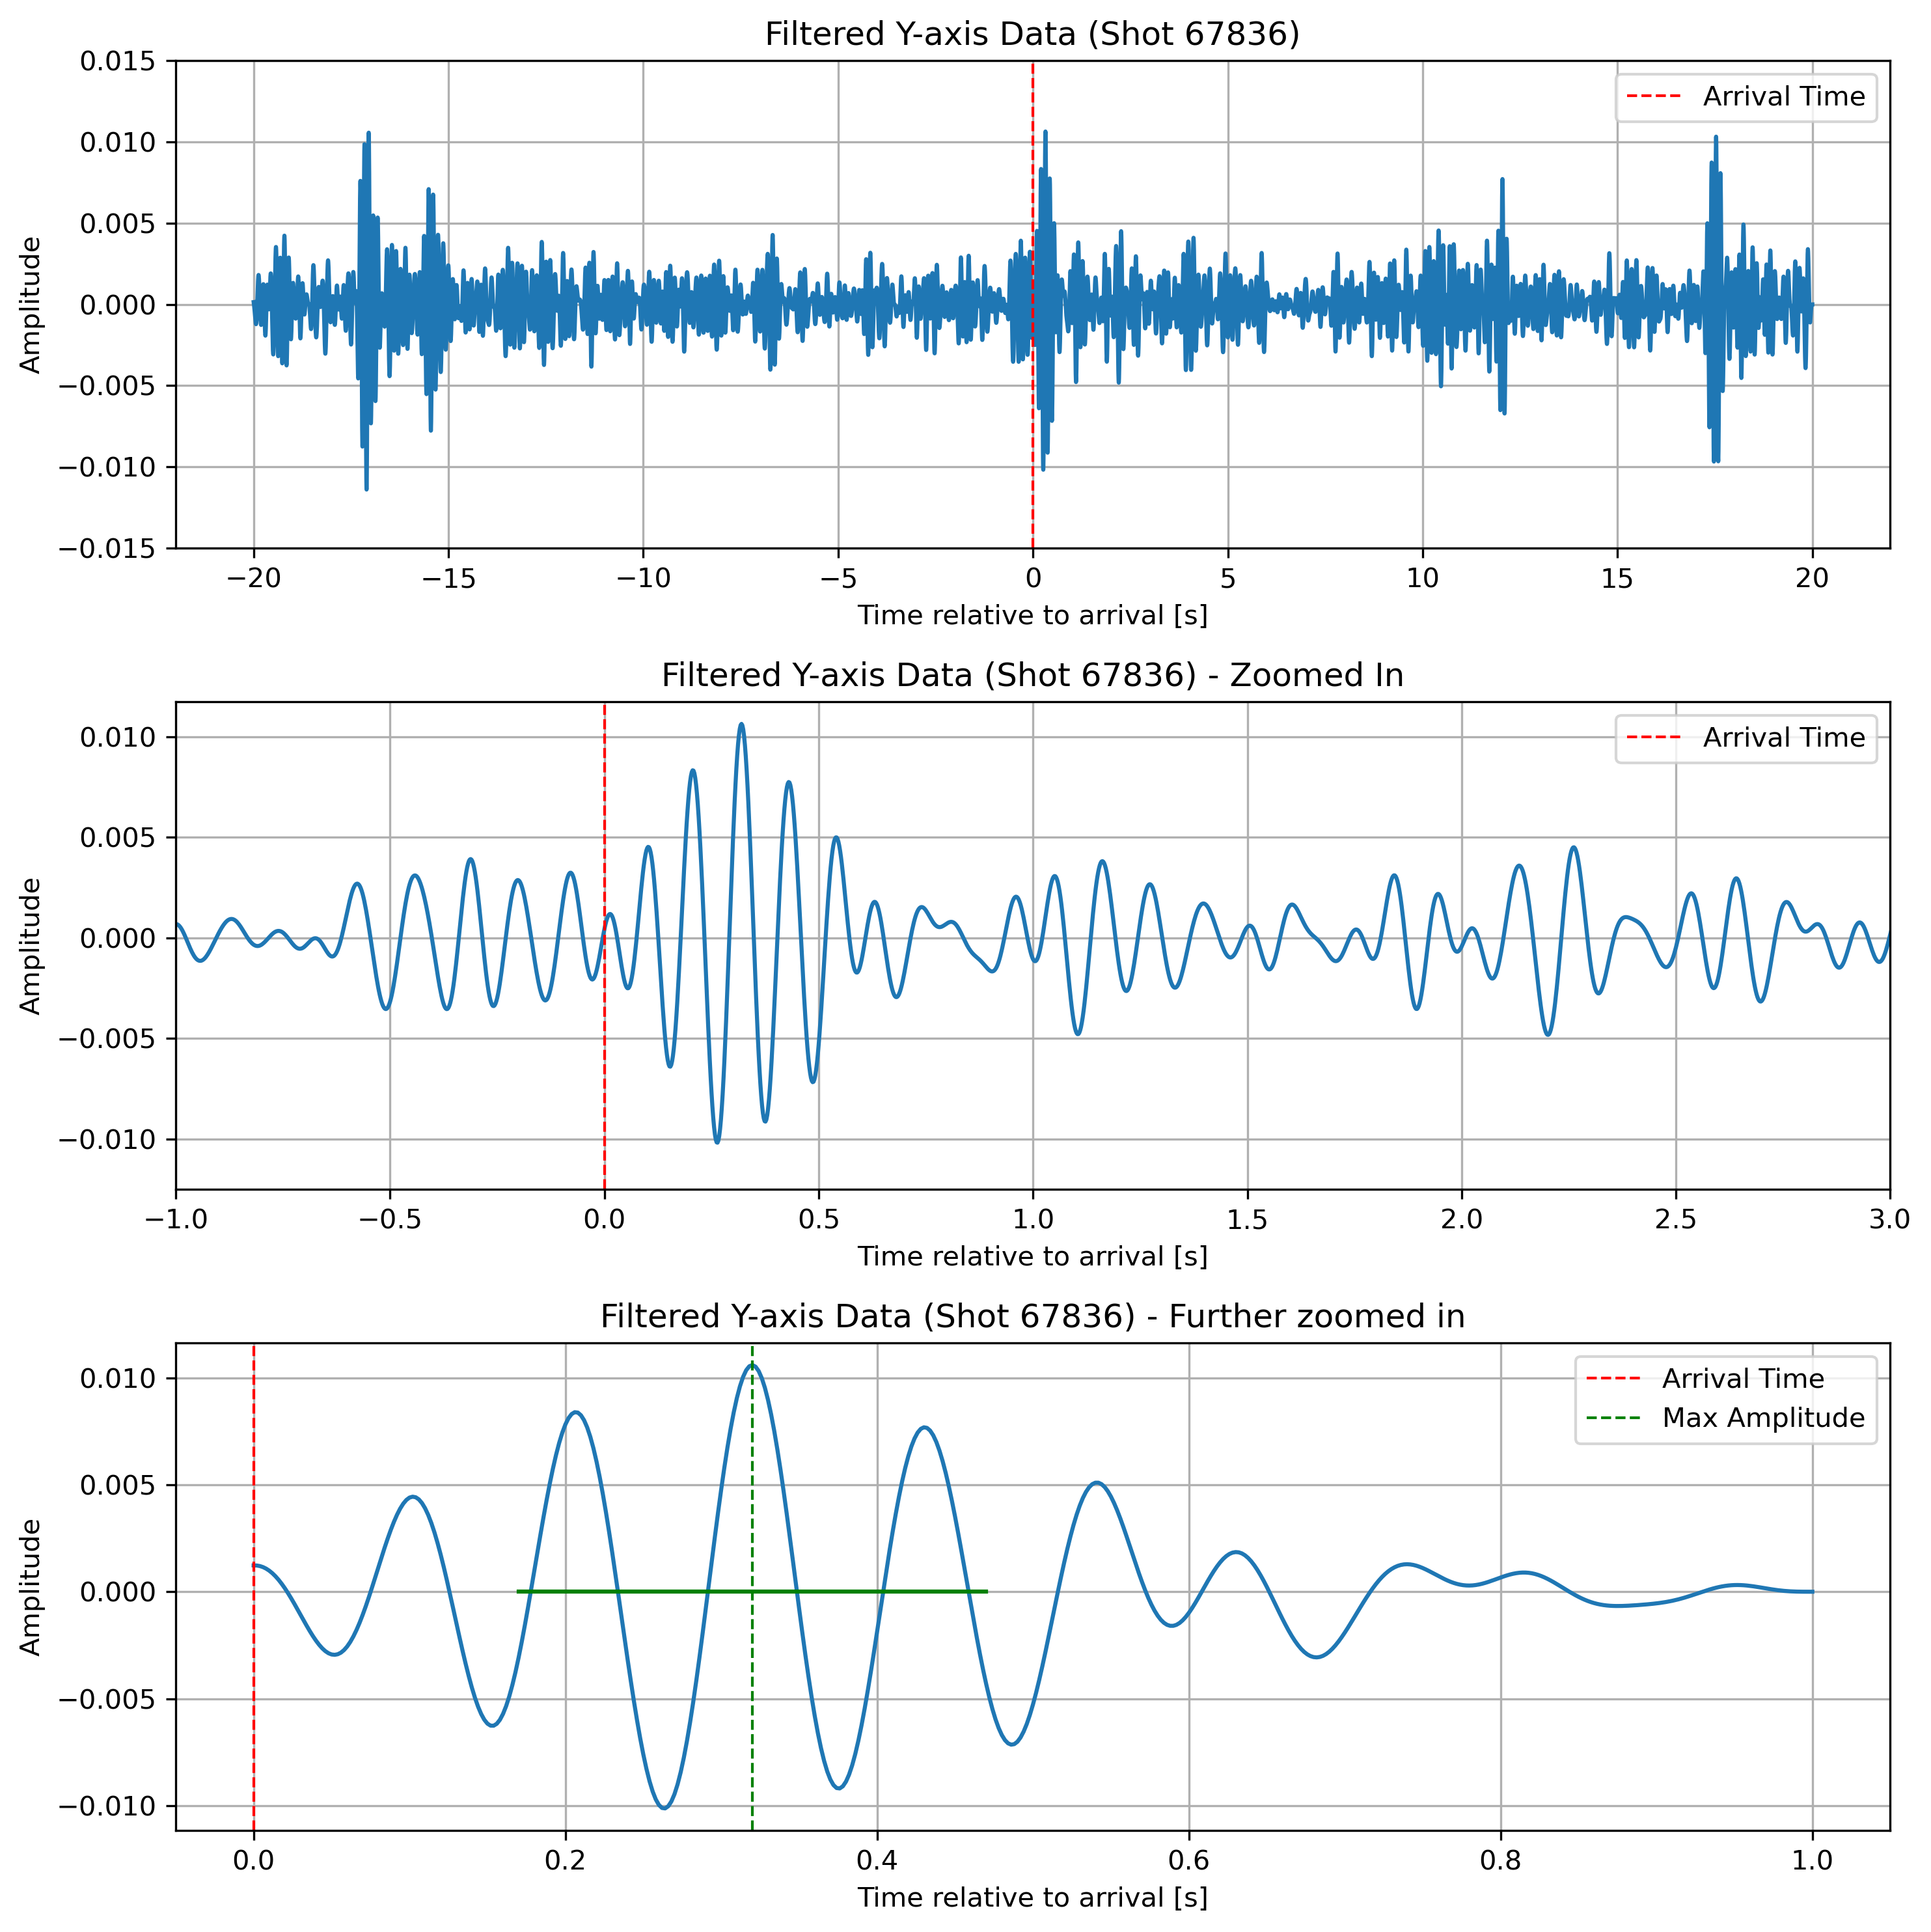 Filtered Y-axis Data (Shot 67836)
0.015
0.010
0.005
0.000
−0.005
−0.010
−0.015
Amplitude
Arrival Time
−20 −15 −10 −5 0 5 10 15 20
Time relative to arrival [s]
Filtered Y-axis Data (Shot 67836) - Zoomed In
0.010
0.005
0.000
−0.005
−0.010
Amplitude
Arrival Time
−1.0 −0.5 0.0 0.5 1.0 1.5 2.0 2.5 3.0
Time relative to arrival [s]
Filtered Y-axis Data (Shot 67836) - Further zoomed in
0.010
0.005
0.000
−0.005
−0.010
Amplitude
Arrival Time
Max Amplitude
0.0 0.2 0.4 0.6 0.8 1.0
Time relative to arrival [s]